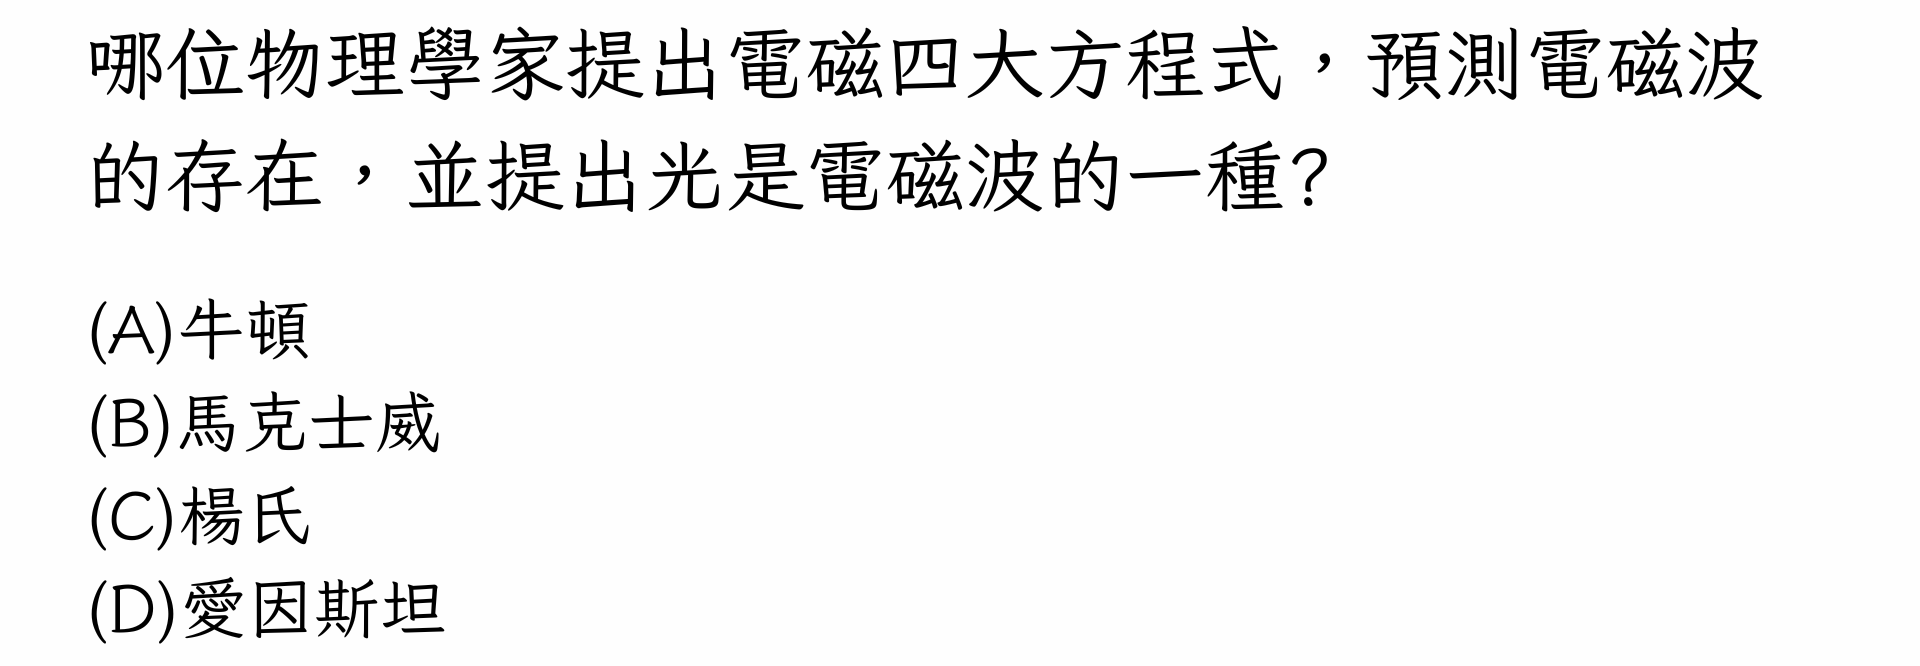 哪位物理學家提出電磁四大方程式，預測電磁波
的存在，並提出光是電磁波的一種?
(A)牛頓
(B)馬克士威
(C)楊氏
(D)愛因斯坦